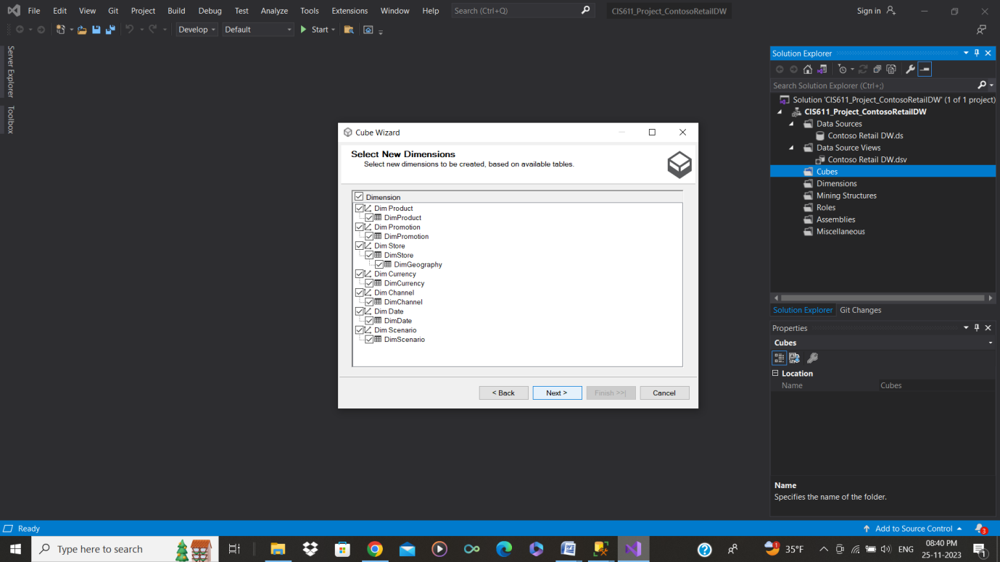 File Edit View Git Project Build Debug Test Analyze Tools Extensions Window Help Search (Ctrl+Q) CIS611_Project_ContosoRetailDW Sign in
Develop Default Start
Server Explorer
Toolbox
Cube Wizard
Select New Dimensions
Select new dimensions to be created, based on available tables.
Dimension
Dim Product
DimProduct
Dim Promotion
DimPromotion
Dim Store
DimStore
DimGeography
Dim Currency
DimCurrency
Dim Channel
DimChannel
Dim Date
DimDate
Dim Scenario
DimScenario
< Back Next > Finish >>| Cancel
Solution Explorer
Search Solution Explorer (Ctrl+;)
Solution 'CIS611_Project_ContosoRetailDW' (1 of 1 project)
CIS611_Project_ContosoRetailDW
Data Sources
Contoso Retail DW.ds
Data Source Views
Contoso Retail DW.dsv
Cubes
Dimensions
Mining Structures
Roles
Assemblies
Miscellaneous
Solution Explorer Git Changes
Properties
Cubes
Location
Name Cubes
Name
Specifies the name of the folder.
Ready Add to Source Control 3
Type here to search 1 35°F ENG 08:40 PM 1
25-11-2023